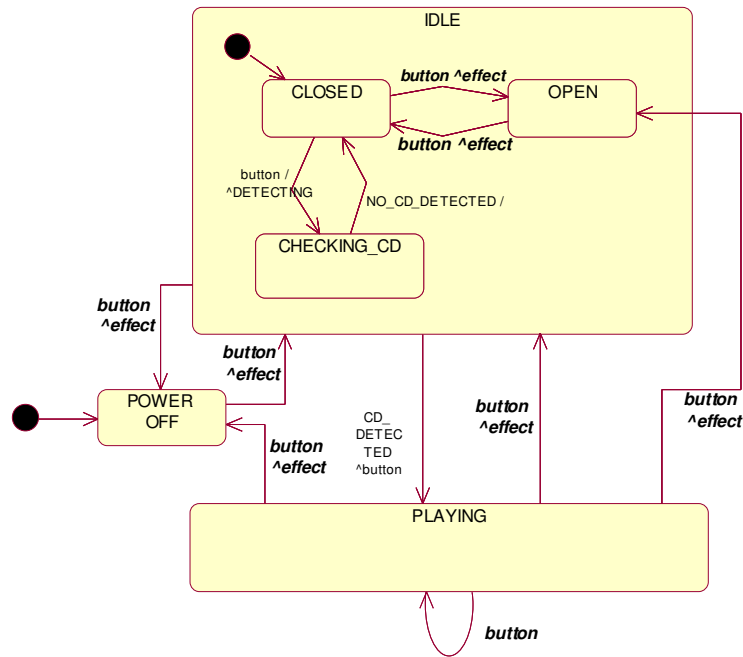 IDLE
CLOSED
button ^effect
OPEN
button ^effect
button /
^DETECTING
NO_CD_DETECTED /
CHECKING_CD
button
^effect
button
^effect
POWER
OFF
button
^effect
CD_
DETEC
TED
^button
button
^effect
button
^effect
PLAYING
button